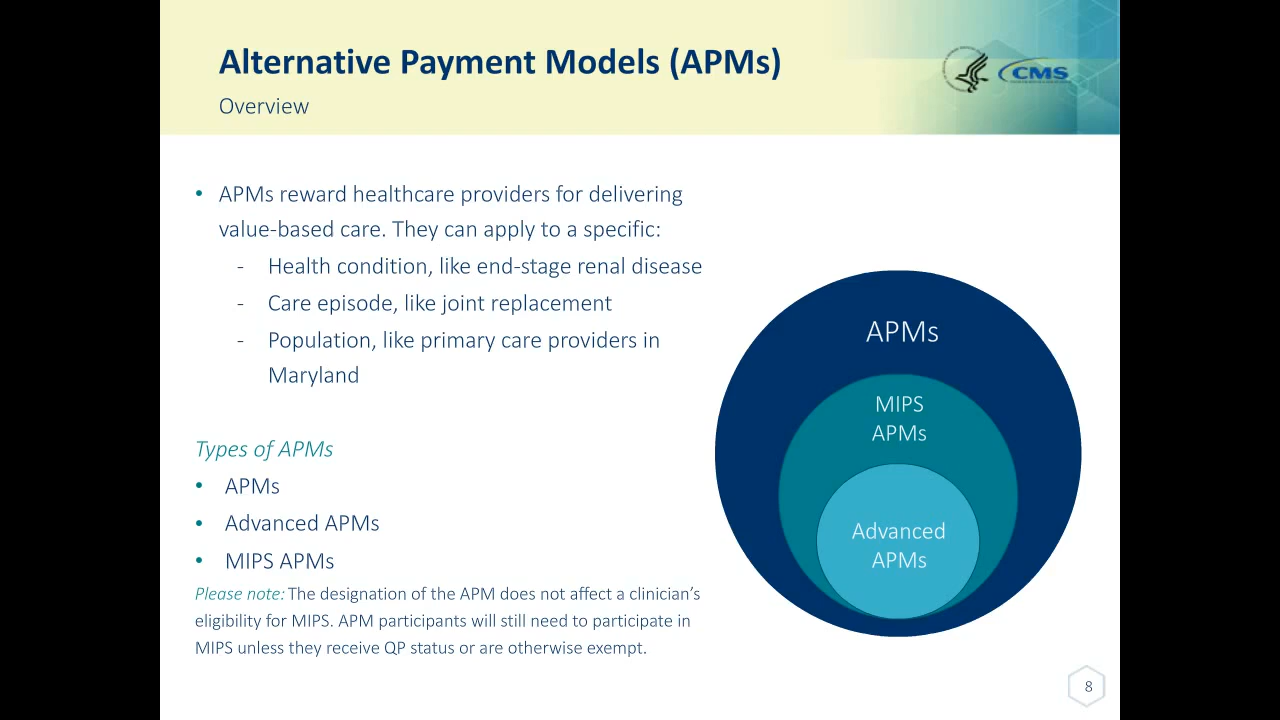 Alternative Payment Models (APMs)
Overview
CMS
• APMs reward healthcare providers for delivering
value-based care. They can apply to a specific:
- Health condition, like end-stage renal disease
- Care episode, like joint replacement
- Population, like primary care providers in
Maryland
Types of APMs
• APMs
• Advanced APMs
• MIPS APMs
Please note: The designation of the APM does not affect a clinician's
eligibility for MIPS. APM participants will still need to participate in
MIPS unless they receive QP status or are otherwise exempt.
APMs
MIPS
APMs
Advanced
APMs
8